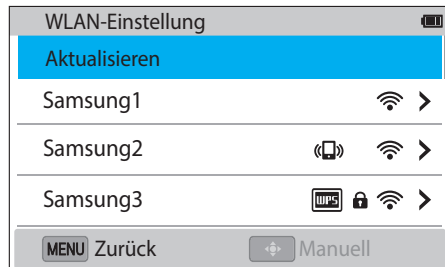 WLAN-Einstellung
Aktualisieren
Samsung1
Samsung2
Samsung3 WPS
MENU Zurück Manuell